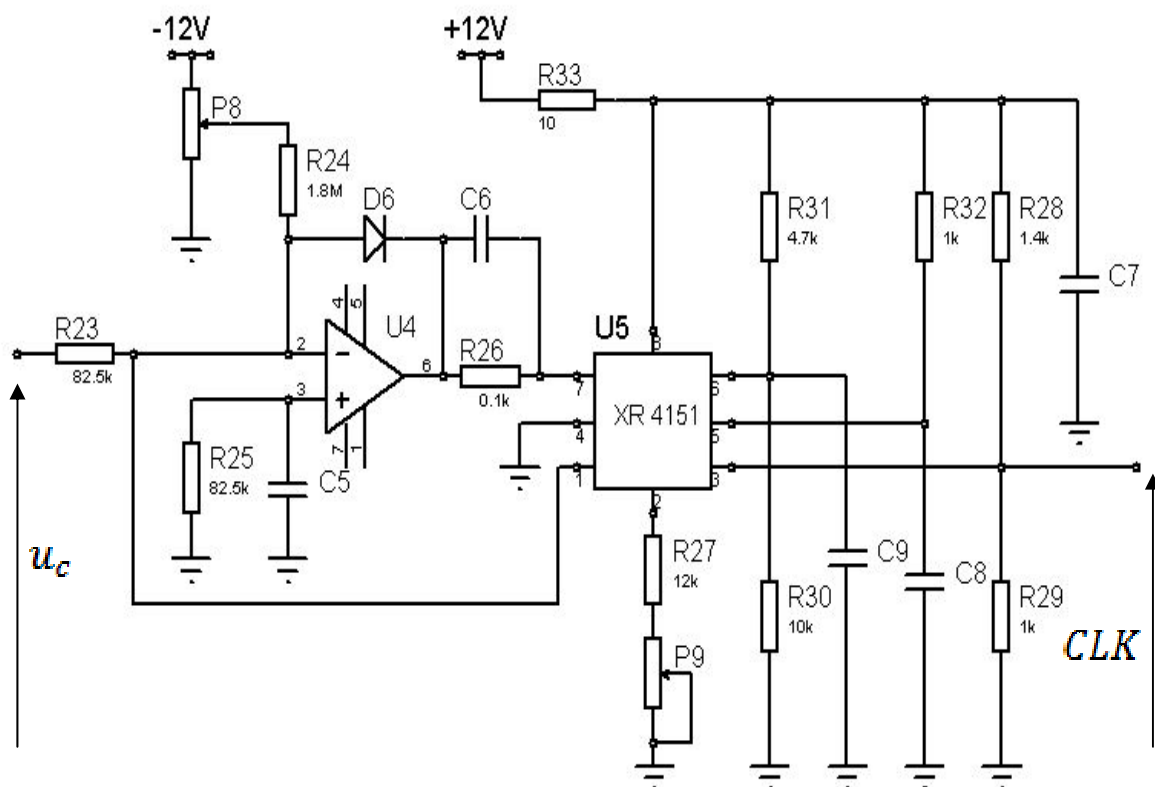 -12V
+12V
P8
R33
10
R24
1.8M
D6
C6
R31
4.7k
R32
1k
R28
1.4k
C7
4
5
U4
U5
R23
82.5k
2
-
6
R26
0.1k
8
3
+
7
6
XR 4151
4
5
7
1
1
3
2
R25
82.5k
C5
u_c
R27
12k
C9
C8
R30
10k
R29
1k
P9
CLK